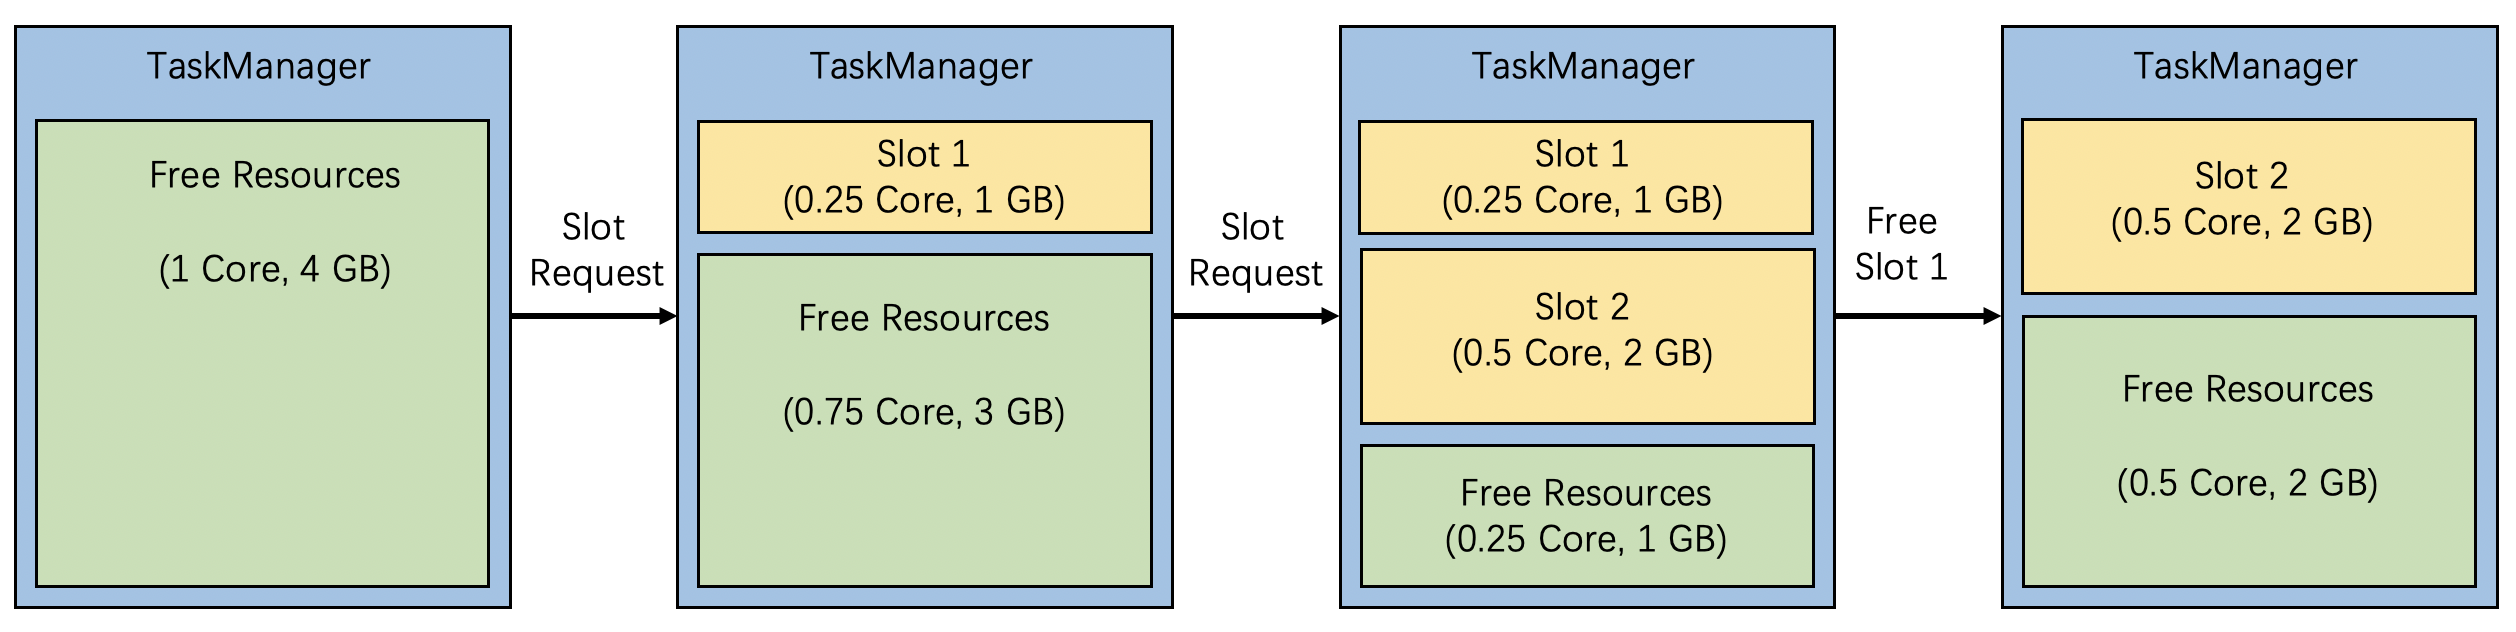 TaskManager
Free Resources
(1 Core, 4 GB)
Slot
Request
TaskManager
Slot 1
(0.25 Core, 1 GB)
Free Resources
(0.75 Core, 3 GB)
Slot
Request
TaskManager
Slot 1
(0.25 Core, 1 GB)
Slot 2
(0.5 Core, 2 GB)
Free Resources
(0.25 Core, 1 GB)
Free
Slot 1
TaskManager
Slot 2
(0.5 Core, 2 GB)
Free Resources
(0.5 Core, 2 GB)